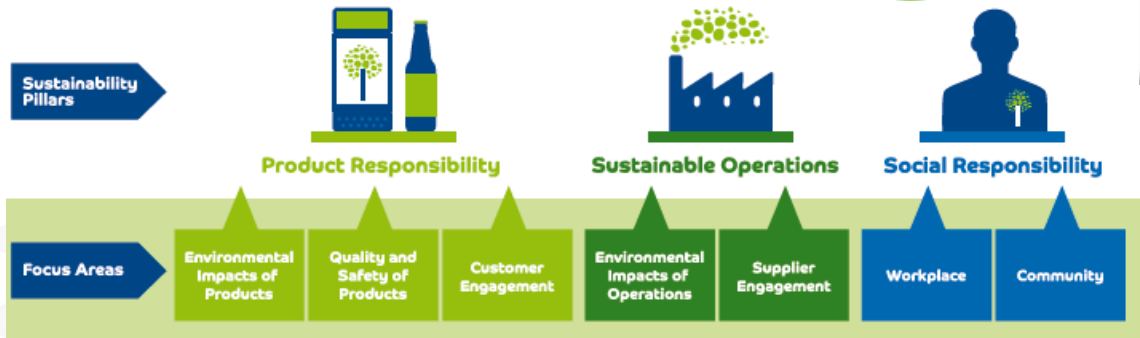 Sustainability
Pillars
Product Responsibility
Sustainable Operations
Social Responsibility
Focus Areas
Environmental
Impacts of
Products
Quality and
Safety of
Products
Customer
Engagement
Environmental
Impacts of
Operations
Supplier
Engagement
Workplace
Community